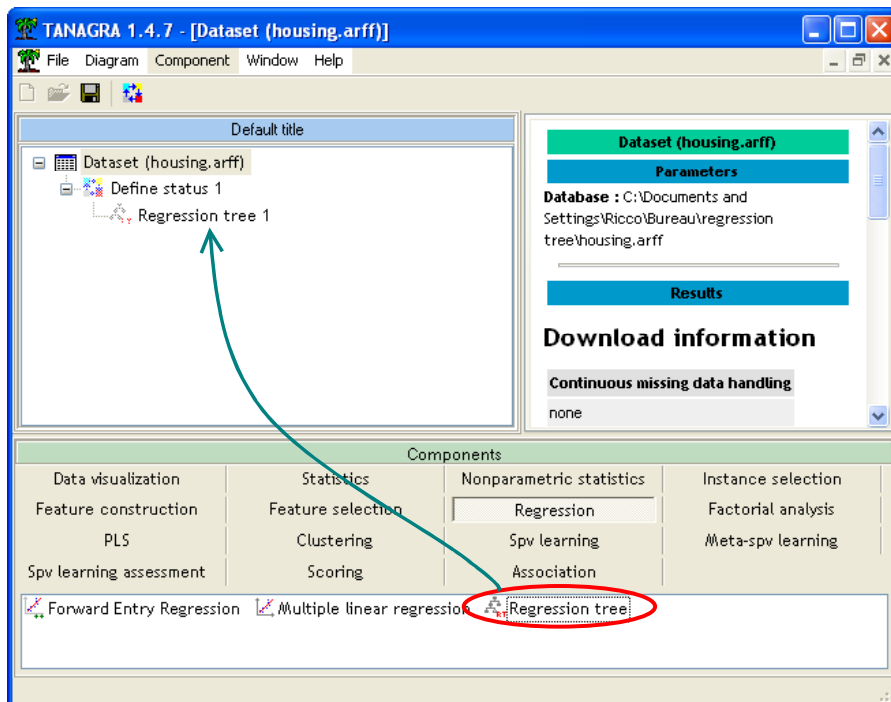 TANAGRA 1.4.7 - [Dataset (housing.arff)]
File Diagram Component Window Help
Default title
Dataset (housing.arff)
Define status 1
Regression tree 1
Dataset (housing.arff)
Parameters
Database : C:\Documents and
Settings\Ricco\Bureau\regression
tree\housing.arff
Results
Download information
Continuous missing data handling
none
Components
Data visualization Statistics Nonparametric statistics Instance selection
Feature construction Feature selection Regression Factorial analysis
PLS Clustering Spv learning Meta-spv learning
Spv learning assessment Scoring Association
Forward Entry Regression Multiple linear regression Regression tree